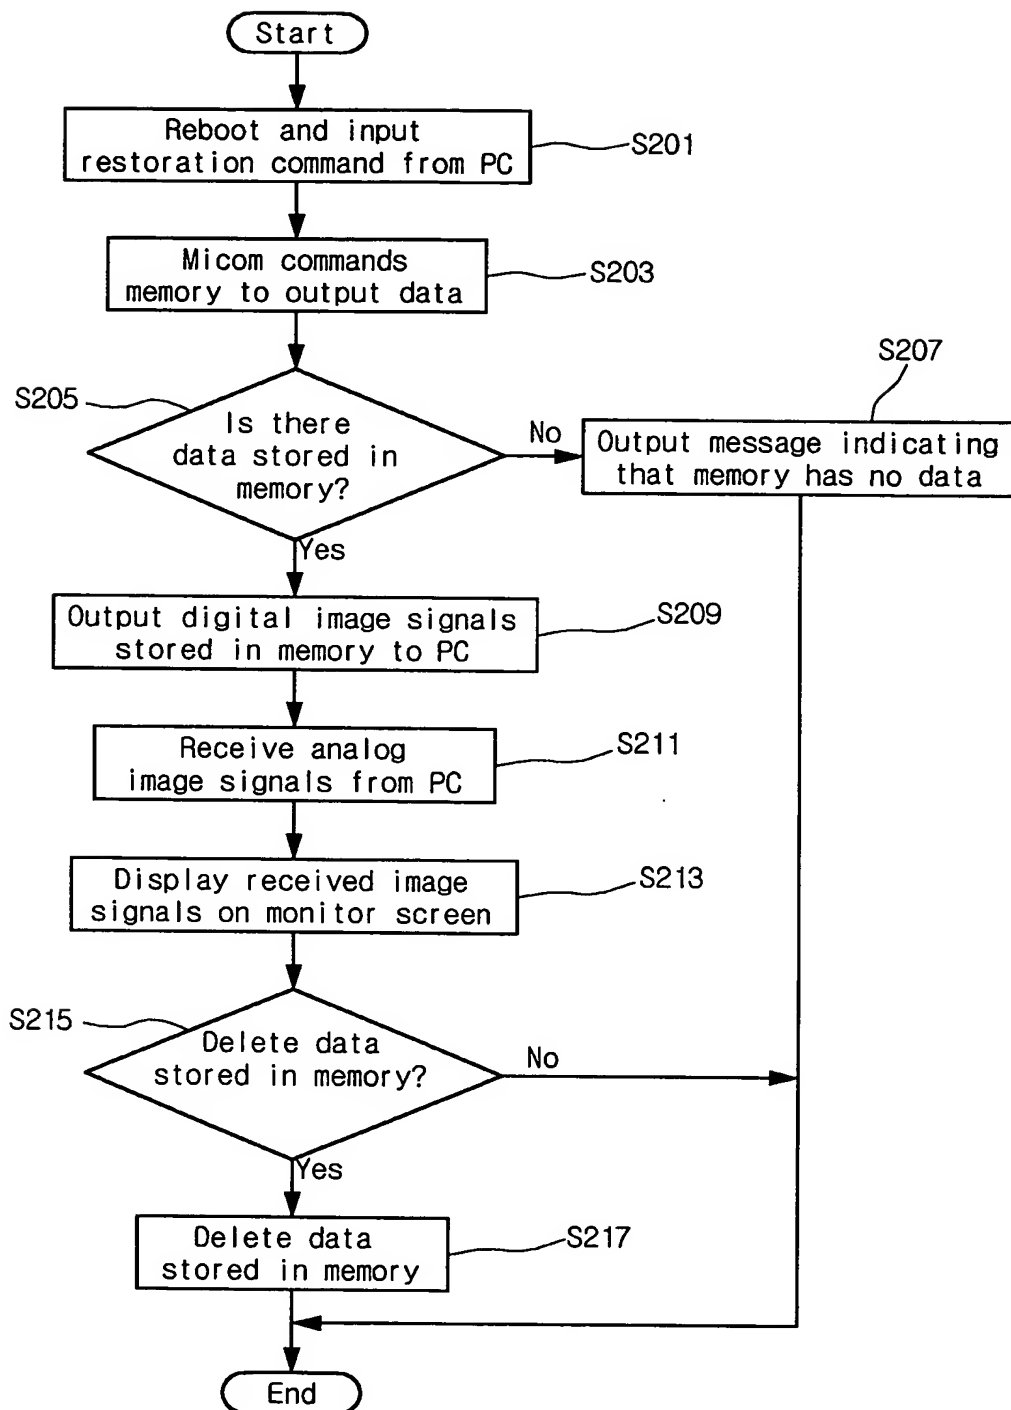 Start
Reboot and input
restoration command from PC
S201
Micom commands
memory to output data
S203
S205
Is there
data stored in
memory?
No
S207
Output message indicating
that memory has no data
Yes
Output digital image signals
stored in memory to PC
S209
Receive analog
image signals from PC
S211
Display received image
signals on monitor screen
S213
S215
Delete data
stored in memory?
No
Yes
Delete data
stored in memory
S217
End